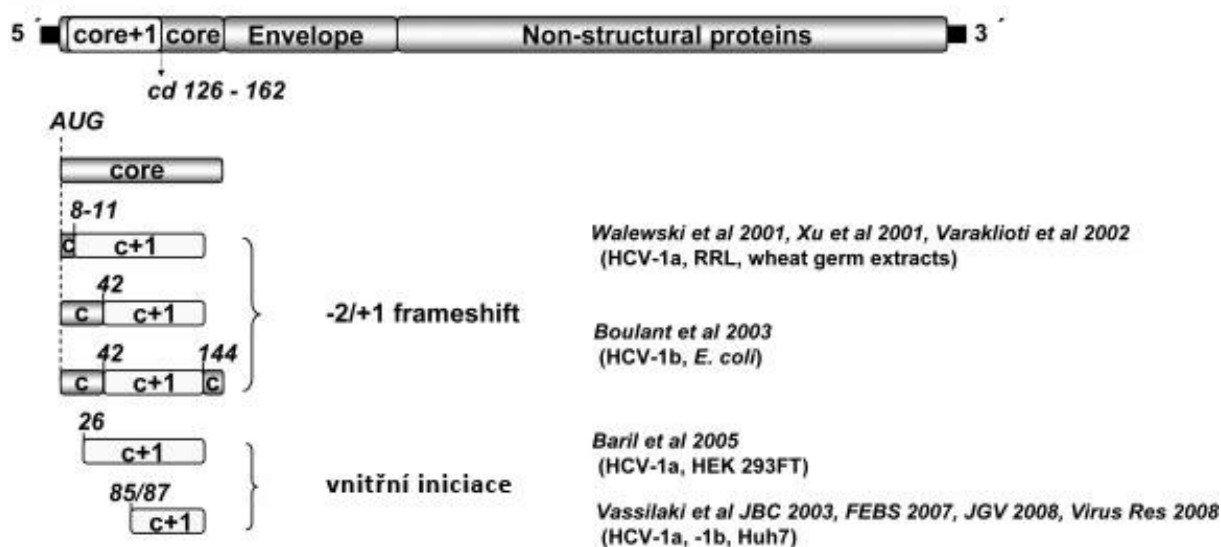 5 ´ core+1 core Envelope Non-structural proteins 3 ´
cd 126 - 162
AUG
core
8-11
c c+1
Walewski et al 2001, Xu et al 2001, Varaklioti et al 2002
(HCV-1a, RRL, wheat germ extracts)
42
c c+1
-2/+1 frameshift
Boulant et al 2003
(HCV-1b, E. coli)
42 144
c c+1 c
26
c+1
Baril et al 2005
(HCV-1a, HEK 293FT)
vnitřní iniciace
85/87
c+1
Vassilaki et al JBC 2003, FEBS 2007, JGV 2008, Virus Res 2008
(HCV-1a, -1b, Huh7)